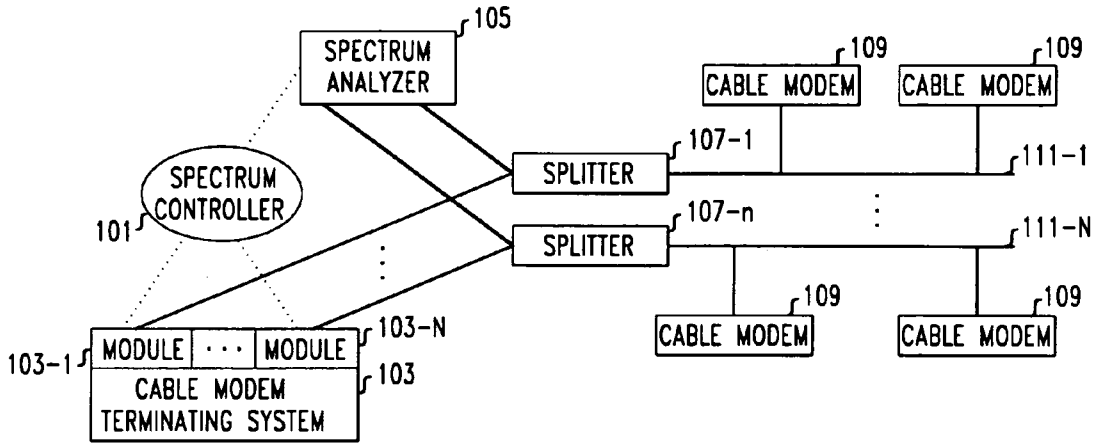 105
SPECTRUM
ANALYZER
109
CABLE MODEM
109
CABLE MODEM
107-1
SPLITTER
111-1
SPECTRUM
CONTROLLER
101
107-n
SPLITTER
111-N
109
CABLE MODEM
109
CABLE MODEM
103-1
MODULE
...
MODULE
103-N
103
CABLE MODEM
TERMINATING SYSTEM